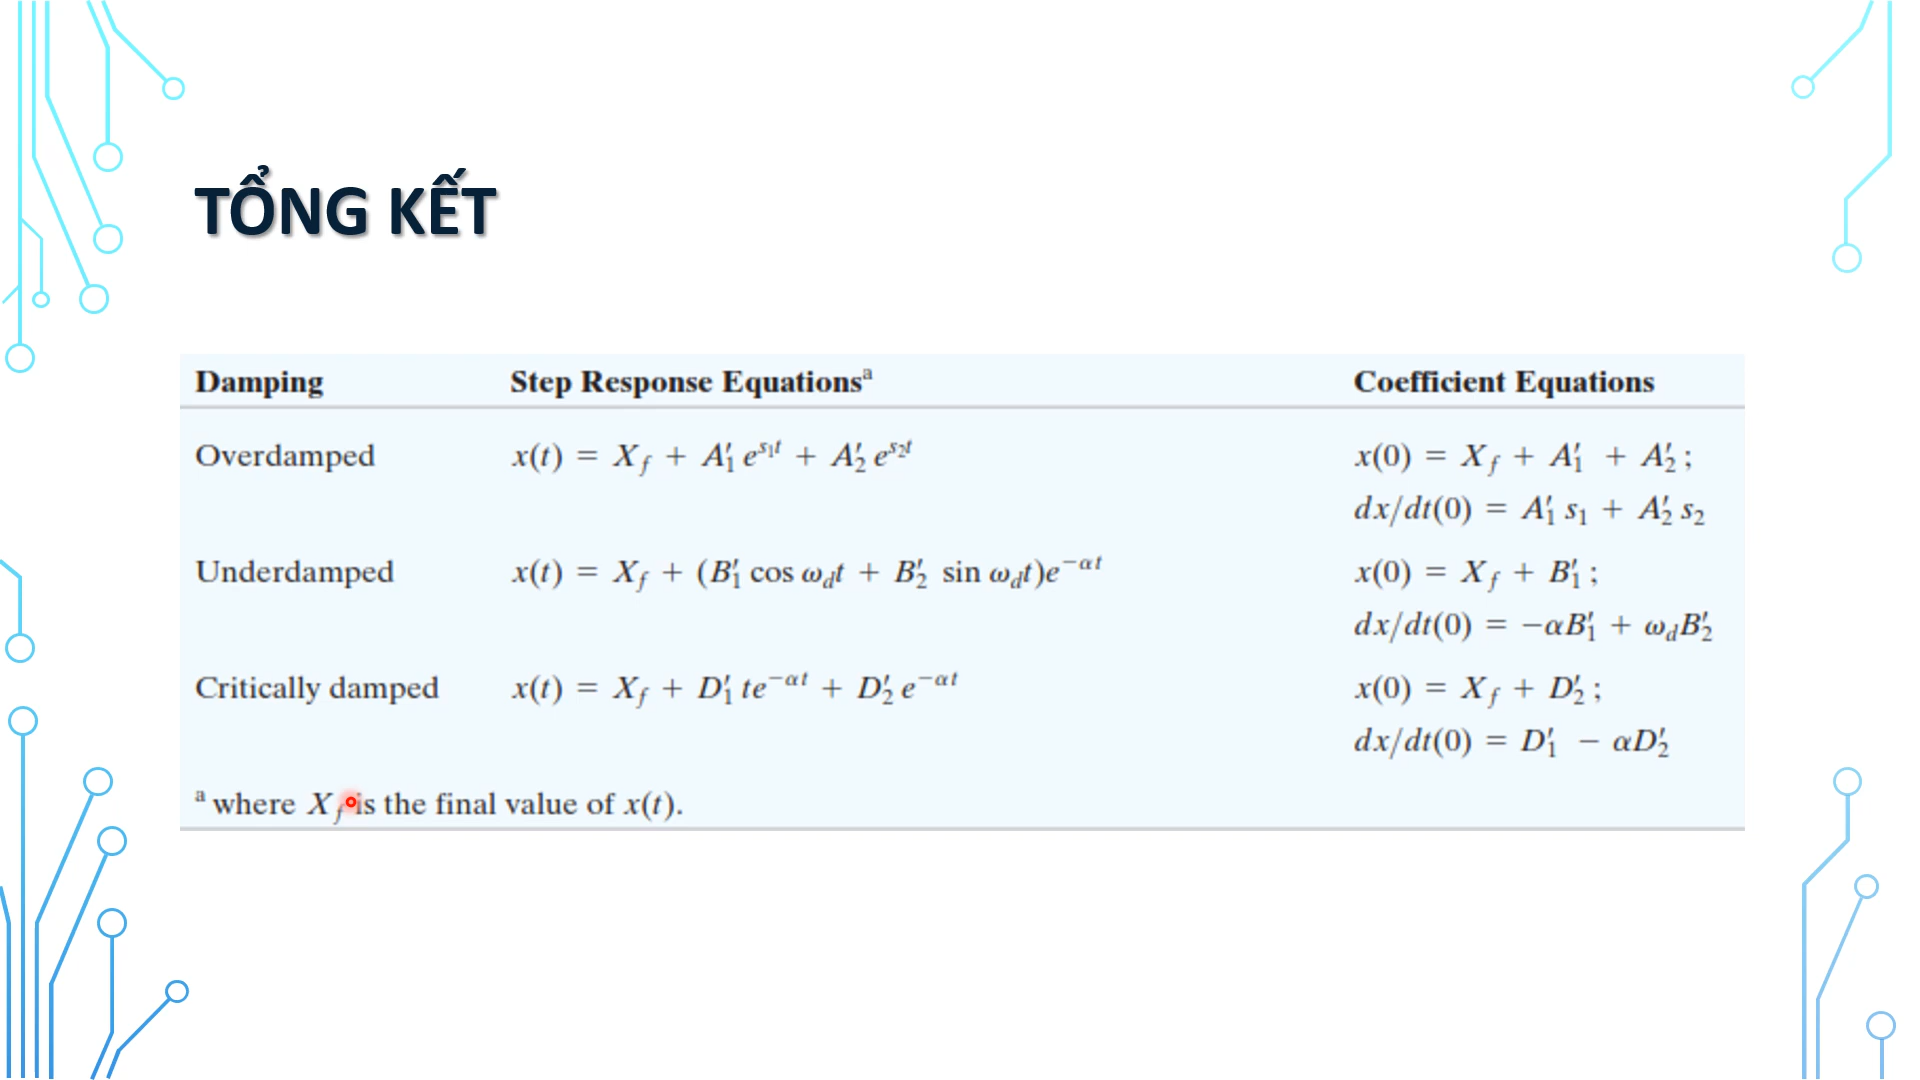 TỔNG KẾT
Damping Step Response Equationsᵃ Coefficient Equations
Overdamped x(t) = X_f + A′₁ e^{s₁t} + A′₂ e^{s₂t} x(0) = X_f + A′₁ + A′₂ ;
dx/dt(0) = A′₁ s₁ + A′₂ s₂
Underdamped x(t) = X_f + (B′₁ cos ω_d t + B′₂ sin ω_d t)e^{−αt} x(0) = X_f + B′₁ ;
dx/dt(0) = −αB′₁ + ω_d B′₂
Critically damped x(t) = X_f + D′₁ te^{−αt} + D′₂ e^{−αt} x(0) = X_f + D′₂ ;
dx/dt(0) = D′₁ − αD′₂
ᵃ where X_f is the final value of x(t).